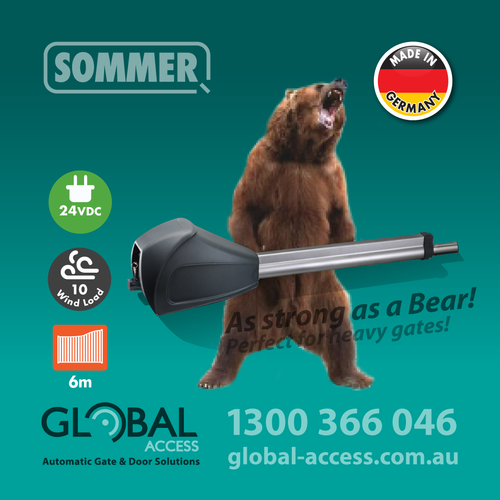 SOMMER
MADE IN
GERMANY
24VDC
10
Wind Load
As strong as a Bear!
Perfect for heavy gates!
6m
GLOBAL
ACCESS
Automatic Gate & Door Solutions
1300 366 046
global-access.com.au